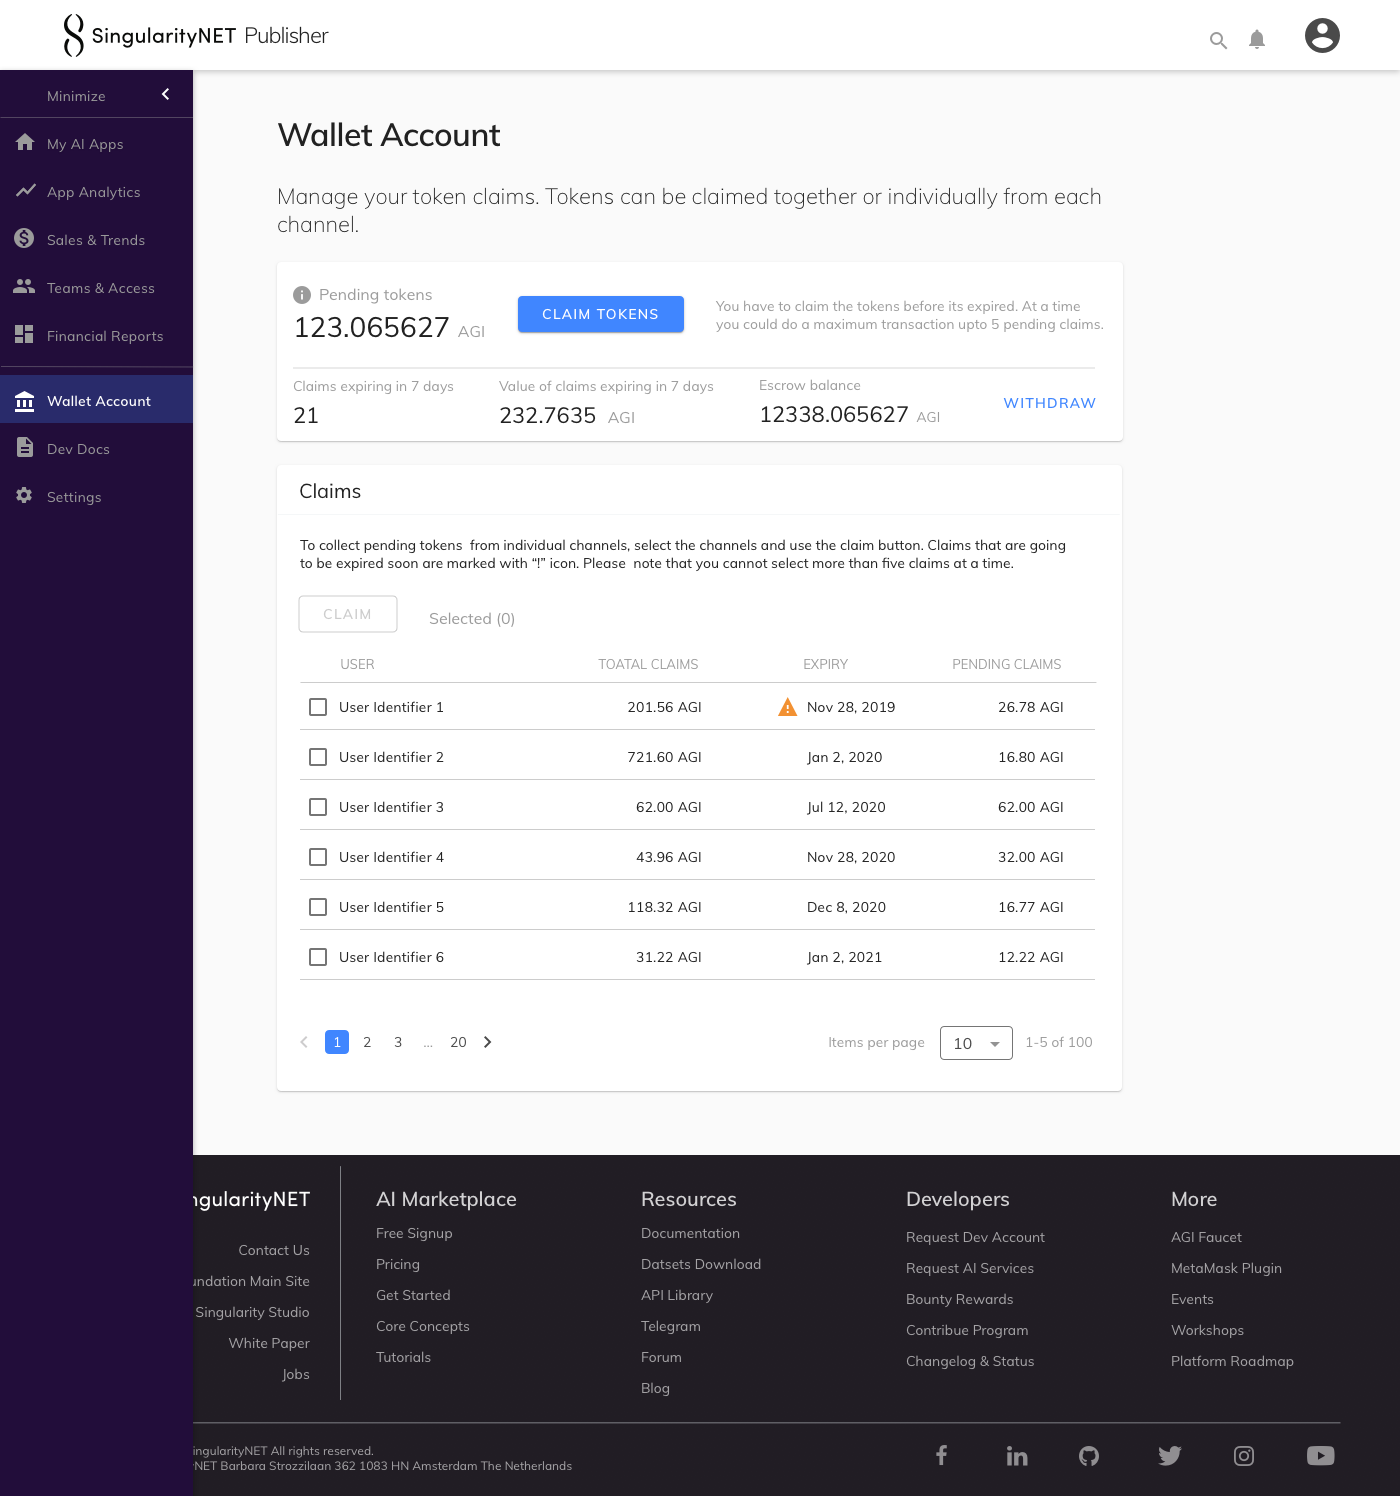 SingularityNET Publisher
Minimize
My AI Apps
App Analytics
Sales & Trends
Teams & Access
Financial Reports
Wallet Account
Dev Docs
Settings
Wallet Account
Manage your token claims. Tokens can be claimed together or individually from each
channel.
Pending tokens
123.065627 AGI
CLAIM TOKENS
You have to claim the tokens before its expired. At a time
you could do a maximum transaction upto 5 pending claims.
Claims expiring in 7 days
21
Value of claims expiring in 7 days
232.7635 AGI
Escrow balance
12338.065627 AGI
WITHDRAW
Claims
To collect pending tokens from individual channels, select the channels and use the claim button. Claims that are going
to be expired soon are marked with “!” icon. Please note that you cannot select more than five claims at a time.
CLAIM Selected (0)
USER TOATAL CLAIMS EXPIRY PENDING CLAIMS
User Identifier 1 201.56 AGI Nov 28, 2019 26.78 AGI
User Identifier 2 721.60 AGI Jan 2, 2020 16.80 AGI
User Identifier 3 62.00 AGI Jul 12, 2020 62.00 AGI
User Identifier 4 43.96 AGI Nov 28, 2020 32.00 AGI
User Identifier 5 118.32 AGI Dec 8, 2020 16.77 AGI
User Identifier 6 31.22 AGI Jan 2, 2021 12.22 AGI
1 2 3 ... 20
Items per page 10 1-5 of 100
ngularityNET
Contact Us
undation Main Site
Singularity Studio
White Paper
Jobs
AI Marketplace
Free Signup
Pricing
Get Started
Core Concepts
Tutorials
Resources
Documentation
Datsets Download
API Library
Telegram
Forum
Blog
Developers
Request Dev Account
Request AI Services
Bounty Rewards
Contribue Program
Changelog & Status
More
AGI Faucet
MetaMask Plugin
Events
Workshops
Platform Roadmap
ingularityNET All rights reserved.
yNET Barbara Strozzilaan 362 1083 HN Amsterdam The Netherlands